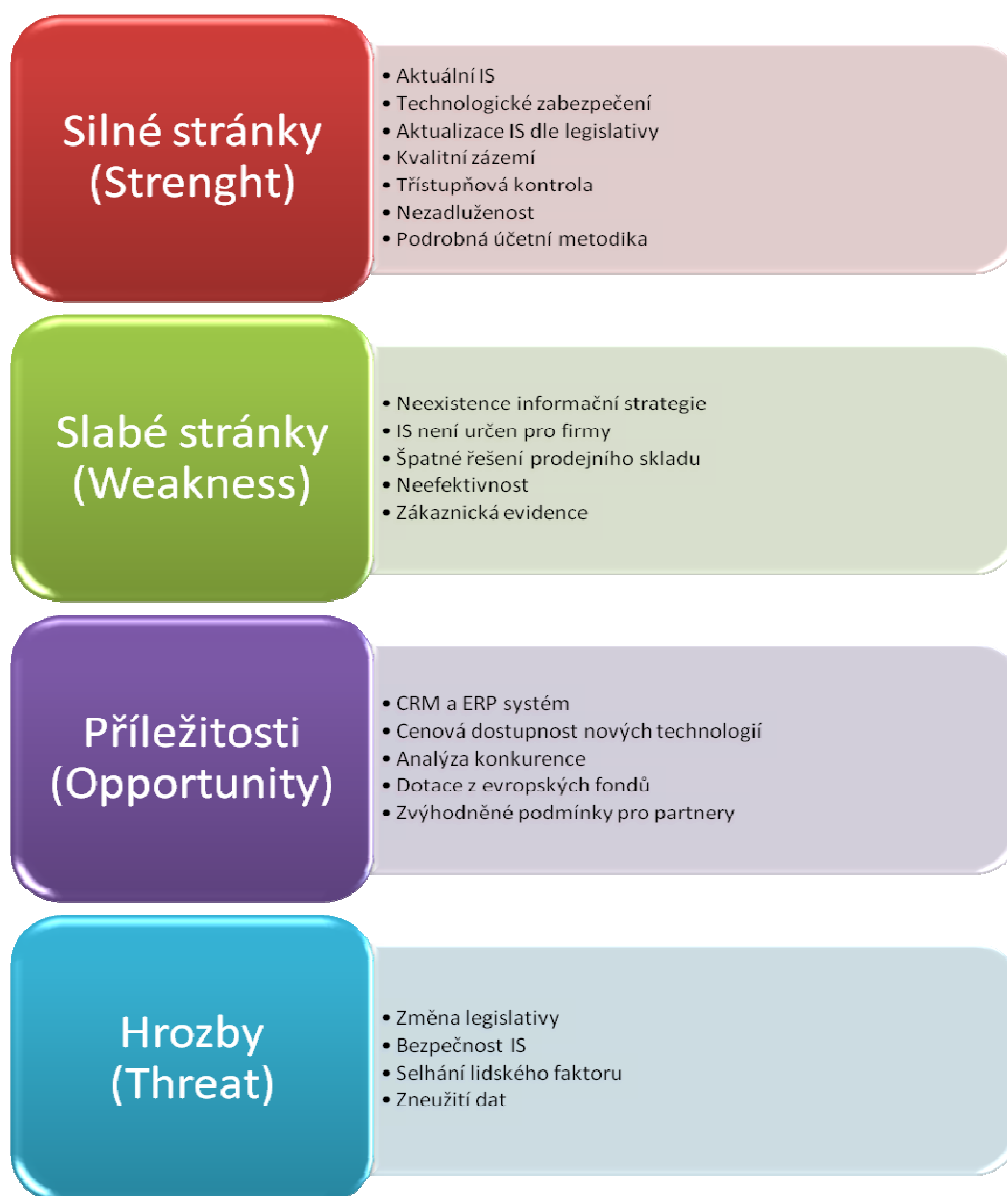 Silné stránky
(Strenght)
• Aktuální IS
• Technologické zabezpečení
• Aktualizace IS dle legislativy
• Kvalitní zázemí
• Třístupňová kontrola
• Nezadluženost
• Podrobná účetní metodika
Slabé stránky
(Weakness)
• Neexistence informační strategie
• IS není určen pro firmy
• Špatné řešení prodejního skladu
• Neefektivnost
• Zákaznická evidence
Příležitosti
(Opportunity)
• CRM a ERP systém
• Cenová dostupnost nových technologií
• Analýza konkurence
• Dotace z evropských fondů
• Zvýhodněné podmínky pro partnery
Hrozby
(Threat)
• Změna legislativy
• Bezpečnost IS
• Selhání lidského faktoru
• Zneužití dat